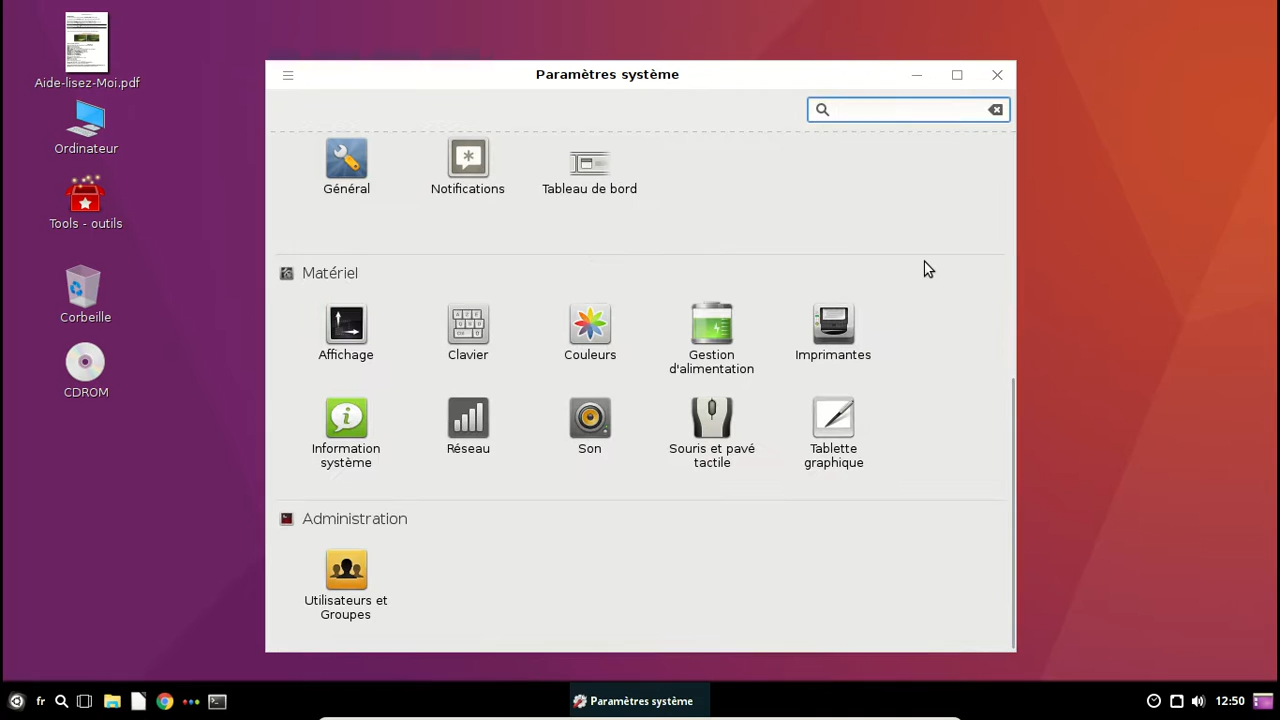 Aide-lisez-Moi.pdf
Ordinateur
Tools - outils
Corbeille
CDROM
Paramètres système
Général
Notifications
Tableau de bord
Matériel
Affichage
Clavier
Couleurs
Gestion
d'alimentation
Imprimantes
Information
système
Réseau
Son
Souris et pavé
tactile
Tablette
graphique
Administration
Utilisateurs et
Groupes
fr
Paramètres système
12:50